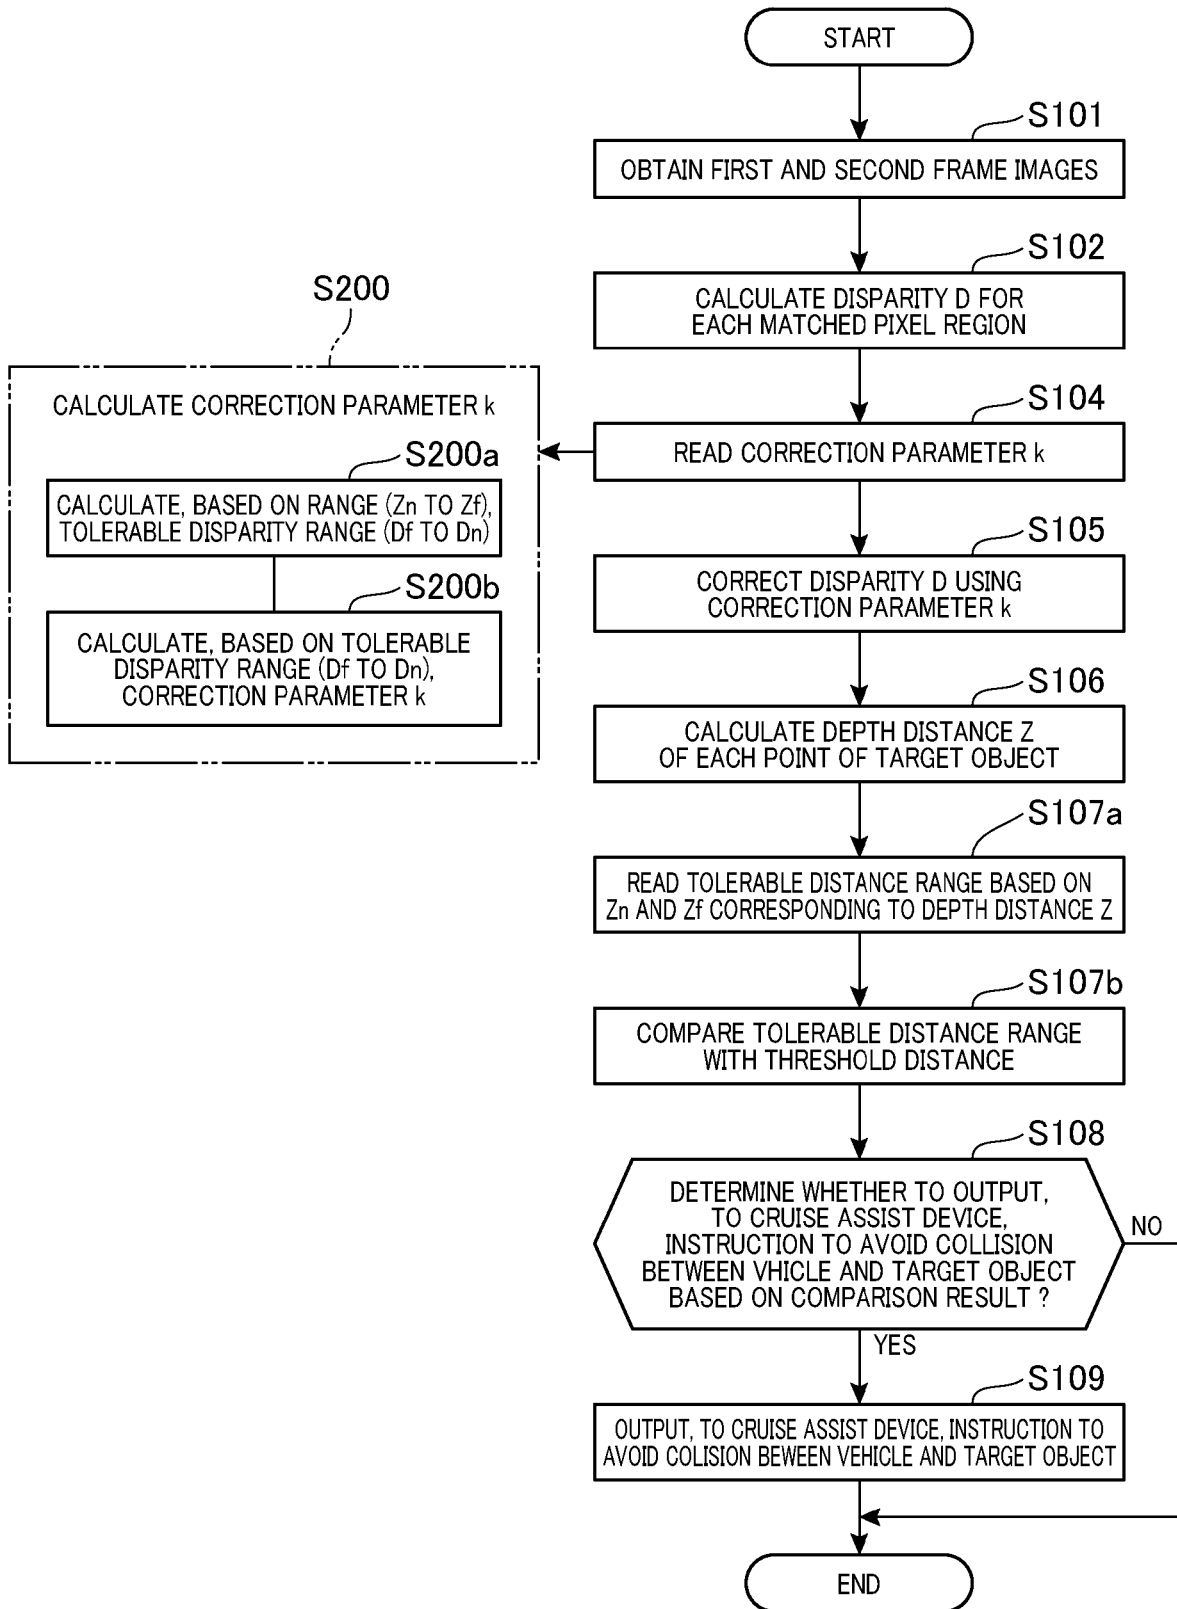 START
S101
OBTAIN FIRST AND SECOND FRAME IMAGES
S102
CALCULATE DISPARITY D FOR
EACH MATCHED PIXEL REGION
S200
CALCULATE CORRECTION PARAMETER k
S200a
CALCULATE, BASED ON RANGE (Zn TO Zf),
TOLERABLE DISPARITY RANGE (Df TO Dn)
S200b
CALCULATE, BASED ON TOLERABLE
DISPARITY RANGE (Df TO Dn),
CORRECTION PARAMETER k
S104
READ CORRECTION PARAMETER k
S105
CORRECT DISPARITY D USING
CORRECTION PARAMETER k
S106
CALCULATE DEPTH DISTANCE Z
OF EACH POINT OF TARGET OBJECT
S107a
READ TOLERABLE DISTANCE RANGE BASED ON
Zn AND Zf CORRESPONDING TO DEPTH DISTANCE Z
S107b
COMPARE TOLERABLE DISTANCE RANGE
WITH THRESHOLD DISTANCE
S108
DETERMINE WHETHER TO OUTPUT,
TO CRUISE ASSIST DEVICE,
INSTRUCTION TO AVOID COLLISION
BETWEEN VHICLE AND TARGET OBJECT
BASED ON COMPARISON RESULT ?
NO
YES
S109
OUTPUT, TO CRUISE ASSIST DEVICE, INSTRUCTION TO
AVOID COLISION BEWEEN VEHICLE AND TARGET OBJECT
END